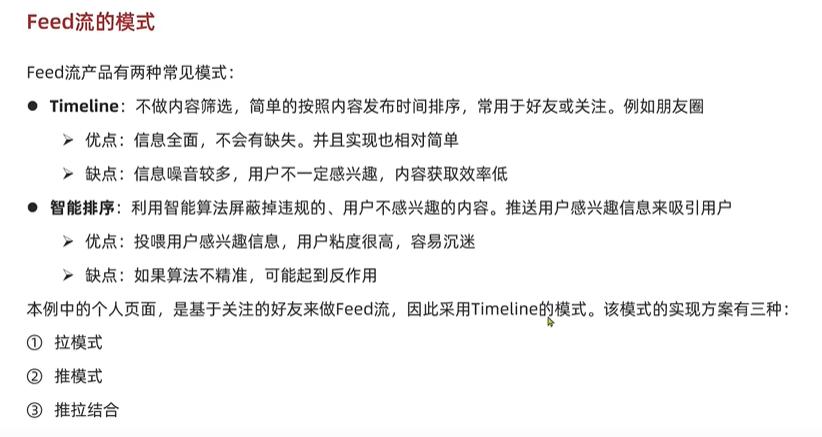 Feed流的模式
Feed流产品有两种常见模式：
● Timeline：不做内容筛选，简单的按照内容发布时间排序，常用于好友或关注。例如朋友圈
➢ 优点：信息全面，不会有缺失。并且实现也相对简单
➢ 缺点：信息噪音较多，用户不一定感兴趣，内容获取效率低
● 智能排序：利用智能算法屏蔽掉违规的、用户不感兴趣的内容。推送用户感兴趣信息来吸引用户
➢ 优点：投喂用户感兴趣信息，用户粘度很高，容易沉迷
➢ 缺点：如果算法不精准，可能起到反作用
本例中的个人页面，是基于关注的好友来做Feed流，因此采用Timeline的模式。该模式的实现方案有三种：
① 拉模式
② 推模式
③ 推拉结合